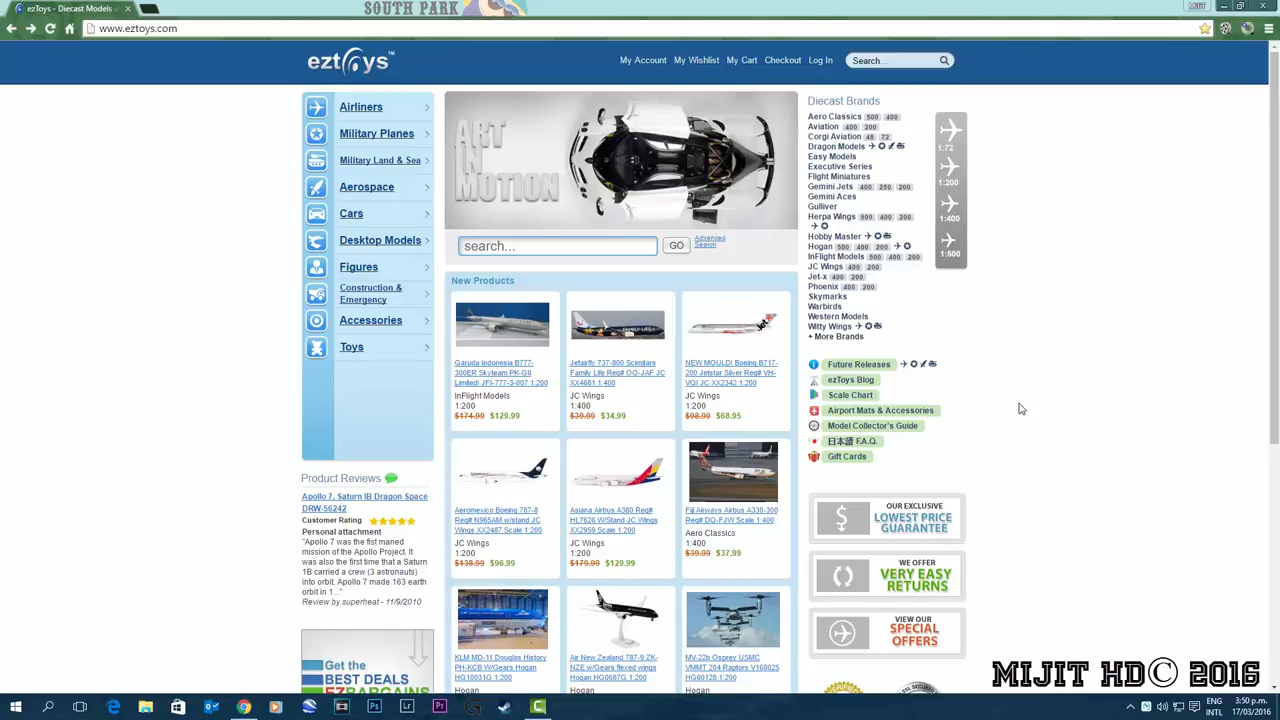 SOUTH PARK
MIJIT
ezToys - Diecast Models
www.eztoys.com
eztoys™
My Account
My Wishlist
My Cart
Checkout
Log In
Search...
Airliners
Military Planes
Military Land & Sea
Aerospace
Cars
Desktop Models
Figures
Construction &
Emergency
Accessories
Toys
Product Reviews
Apollo 7, Saturn IB Dragon Space
DRW-56242
Customer Rating
Personal attachment
"Apollo 7 was the fist maned
mission of the Apollo Project. It
was also the first time that a Saturn
1B carried a crew (3 astronauts)
into orbit. Apollo 7 made 163 earth
orbit in 1..."
Review by superheat - 11/9/2010
Get the
BEST DEALS
EZBARGAINS
ART
IN
MOTION
search...
GO
Advanced
Search
New Products
Garuda Indonesia B777-
300ER Skyteam PK-GII
Limited! JFI-777-3-007 1:200
InFlight Models
1:200
$174.99 $129.99
Jetairfly 737-800 Scimitars
Family Life Reg# OO-JAF JC
XX4681 1:400
JC Wings
1:400
$39.99 $34.99
NEW MOULD! Boeing B717-
200 Jetstar Silver Reg# VH-
VQI JC XX2342 1:200
JC Wings
1:200
$98.99 $68.95
Aeromexico Boeing 787-8
Reg# N965AM w/stand JC
Wings XX2487 Scale 1:200
JC Wings
1:200
$138.99 $96.99
Asiana Airbus A380 Reg#
HL7626 W/Stand JC Wings
XX2959 Scale 1:200
JC Wings
1:200
$179.99 $129.99
Fiji Airways Airbus A330-300
Reg# DQ-FJW Scale 1:400
Aero Classics
1:400
$39.99 $37.99
KLM MD-11 Douglas History
PH-KCB W/Gears Hogan
HG10031G 1:200
Hogan
Air New Zealand 787-9 ZK-
NZE w/Gears flexed wings
Hogan HG0687G 1:200
Hogan
MV-22b Osprey USMC
VMMT 204 Raptors V168025
HG60128 1:200
Hogan
Diecast Brands
Aero Classics 500 400
Aviation 400 200
Corgi Aviation 48 72
Dragon Models
Easy Models
Executive Series
Flight Miniatures
Gemini Jets 400 250 200
Gemini Aces
Gulliver
Herpa Wings 500 400 200
Hobby Master
Hogan 500 400 200
InFlight Models 500 400 200
JC Wings 400 200
Jet-x 400 200
Phoenix 400 200
Skymarks
Warbirds
Western Models
Witty Wings
+ More Brands
1:72
1:200
1:400
1:500
Future Releases
ezToys Blog
Scale Chart
Airport Mats & Accessories
Model Collector's Guide
日本語 F.A.Q.
Gift Cards
OUR EXCLUSIVE
LOWEST PRICE
GUARANTEE
WE OFFER
VERY EASY
RETURNS
VIEW OUR
SPECIAL
OFFERS
MIJIT HD© 2016
ENG
INTL
3:50 p.m.
17/03/2016